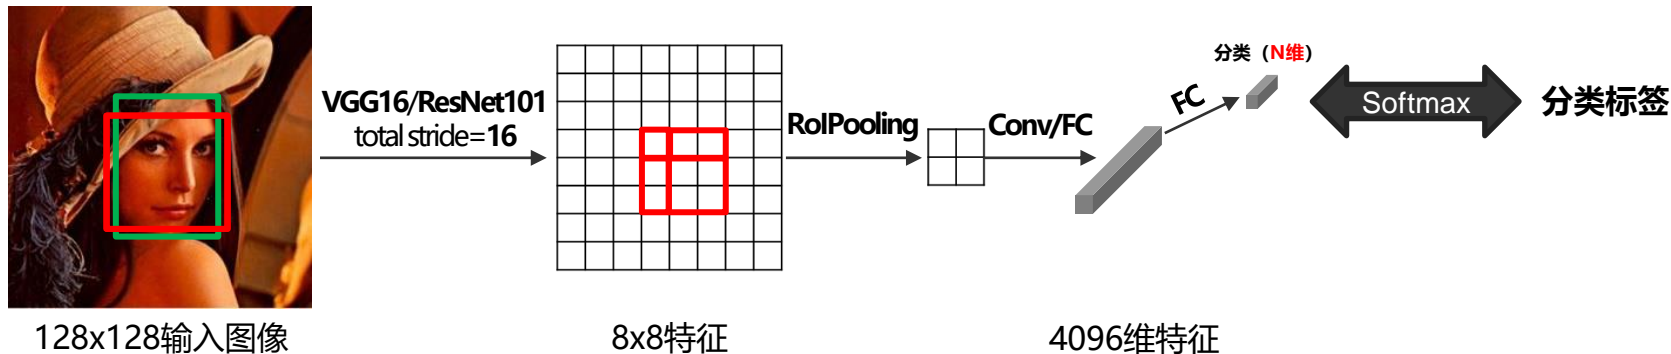 VGG16/ResNet101
total stride=16
RoIPooling
Conv/FC
FC
分类（N维）
Softmax
分类标签
128x128输入图像
8x8特征
4096维特征